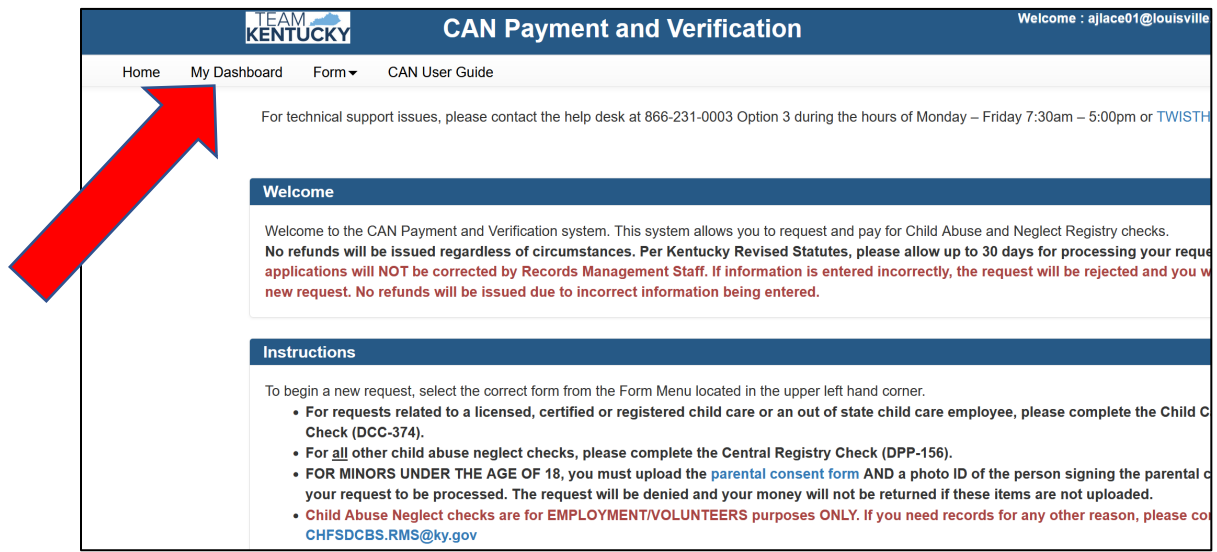 TEAM
KENTUCKY
CAN Payment and Verification
Welcome : ajlace01@louisville
Home My Dashboard Form CAN User Guide
For technical support issues, please contact the help desk at 866-231-0003 Option 3 during the hours of Monday – Friday 7:30am – 5:00pm or TWISTH
Welcome
Welcome to the CAN Payment and Verification system. This system allows you to request and pay for Child Abuse and Neglect Registry checks.
No refunds will be issued regardless of circumstances. Per Kentucky Revised Statutes, please allow up to 30 days for processing your reque
applications will NOT be corrected by Records Management Staff. If information is entered incorrectly, the request will be rejected and you w
new request. No refunds will be issued due to incorrect information being entered.
Instructions
To begin a new request, select the correct form from the Form Menu located in the upper left hand corner.
• For requests related to a licensed, certified or registered child care or an out of state child care employee, please complete the Child C
Check (DCC-374).
• For all other child abuse neglect checks, please complete the Central Registry Check (DPP-156).
• FOR MINORS UNDER THE AGE OF 18, you must upload the parental consent form AND a photo ID of the person signing the parental c
your request to be processed. The request will be denied and your money will not be returned if these items are not uploaded.
• Child Abuse Neglect checks are for EMPLOYMENT/VOLUNTEERS purposes ONLY. If you need records for any other reason, please co
CHFSDCBS.RMS@ky.gov